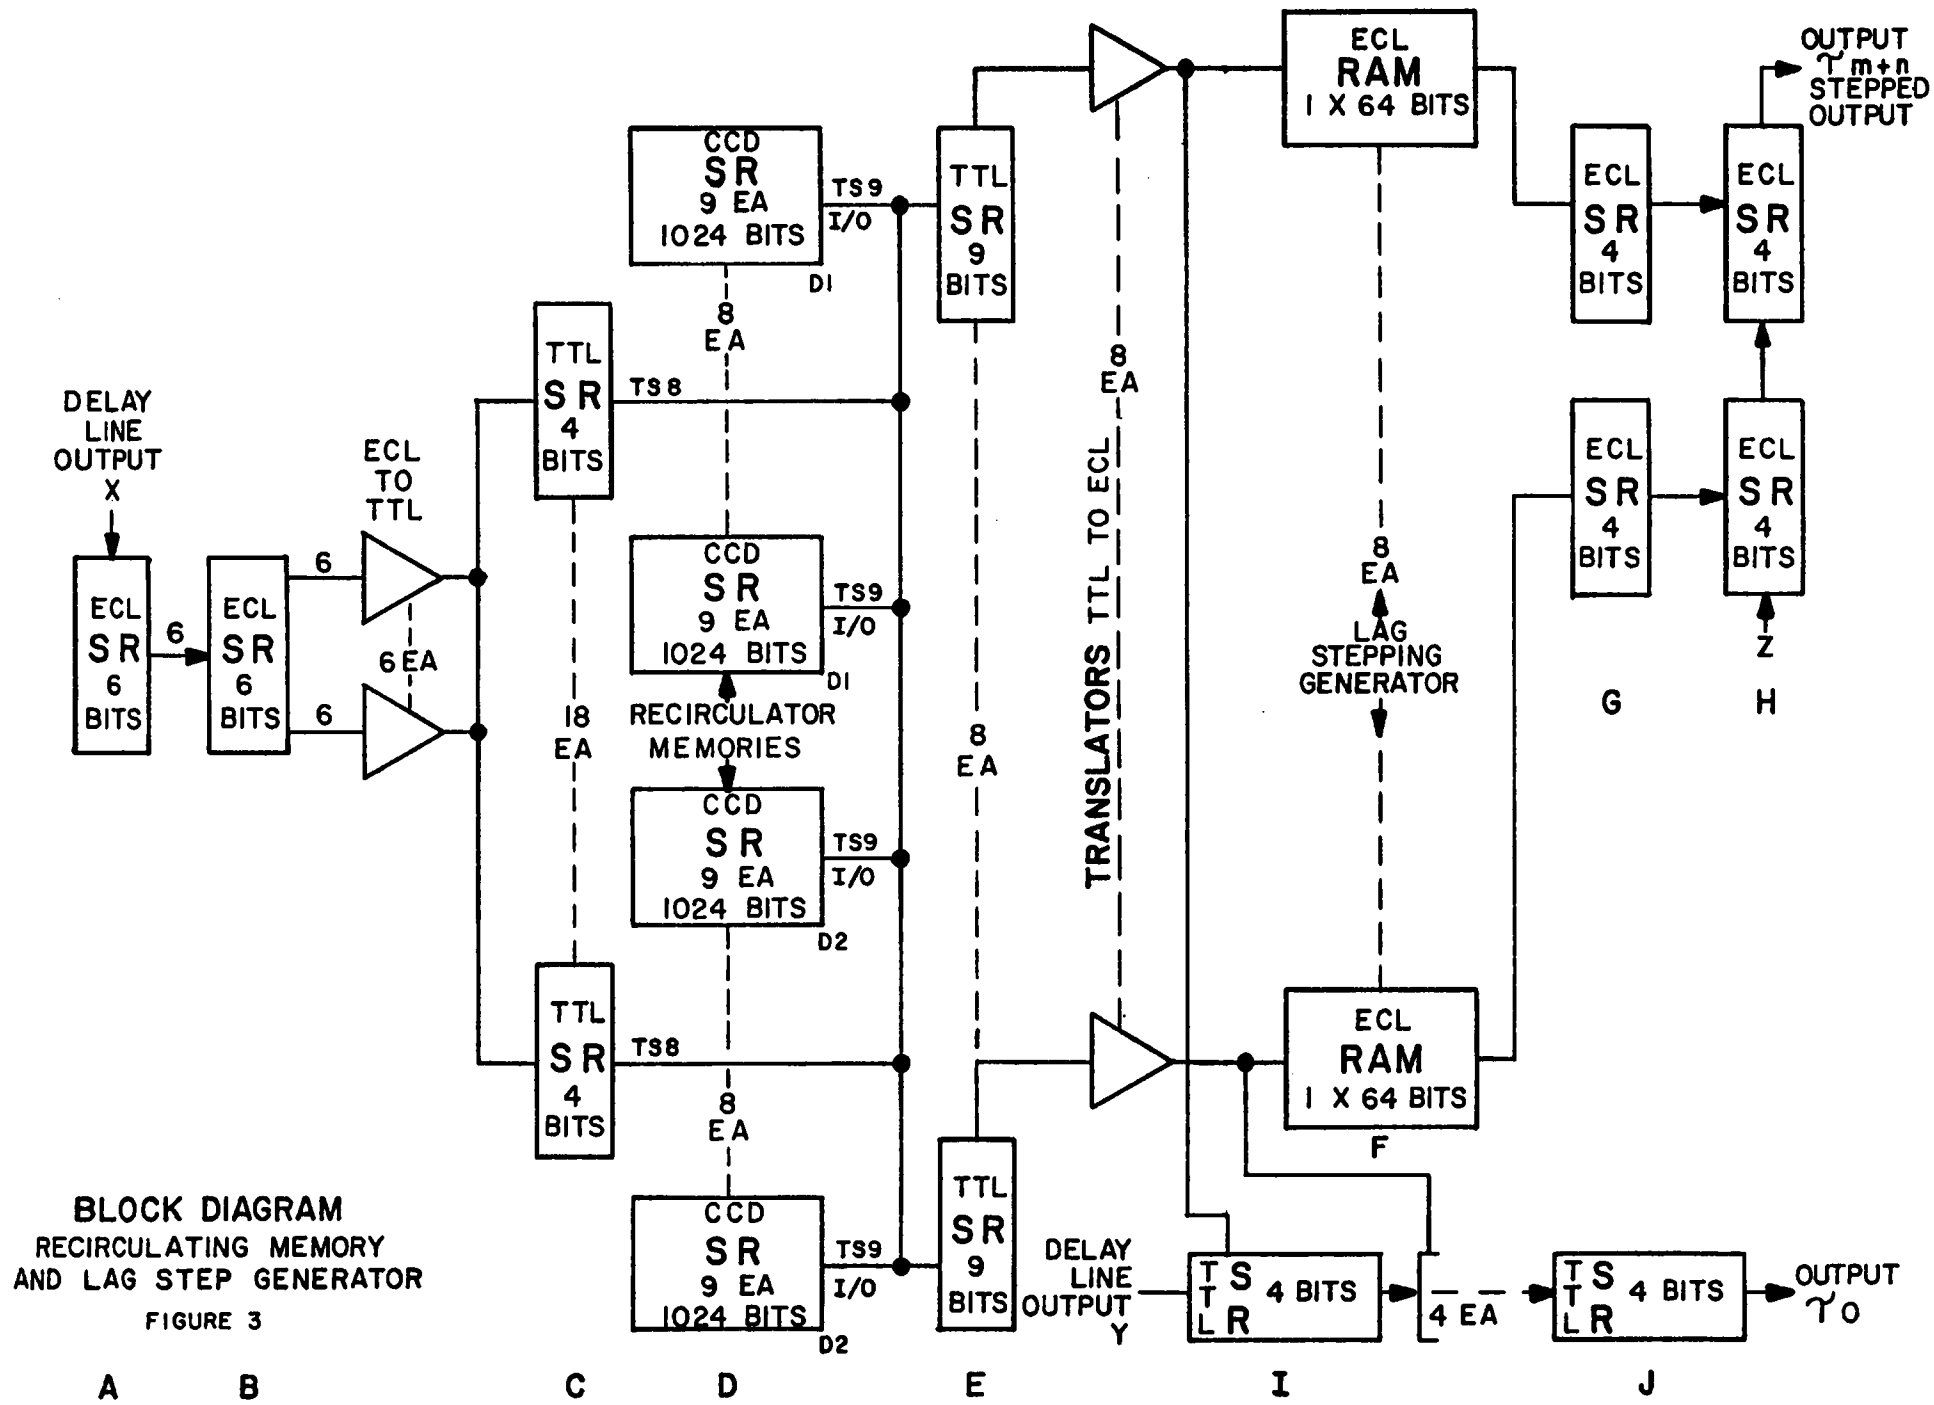 DELAY
LINE
OUTPUT
X
ECL
SR
6
BITS
6
ECL
SR
6
BITS
6
6
ECL
TO
TTL
6 EA
TTL
SR
4
BITS
18
EA
TTL
SR
4
BITS
TS8
TS8
CCD
SR
9 EA
1024 BITS
D1
TS9
I/O
8
EA
CCD
SR
9 EA
1024 BITS
D1
TS9
I/O
RECIRCULATOR
MEMORIES
CCD
SR
9 EA
1024 BITS
D2
TS9
I/O
8
EA
CCD
SR
9 EA
1024 BITS
D2
TS9
I/O
TTL
SR
9
BITS
8
EA
TTL
SR
9
BITS
8
EA
TRANSLATORS TTL TO ECL
ECL
RAM
1 X 64 BITS
8
EA
LAG
STEPPING
GENERATOR
ECL
RAM
1 X 64 BITS
F
ECL
SR
4
BITS
ECL
SR
4
BITS
OUTPUT
τ m+n
STEPPED
OUTPUT
ECL
SR
4
BITS
ECL
SR
4
BITS
Z
G
H
DELAY
LINE
OUTPUT
Y
TTL SR 4 BITS
4 EA
TTL SR 4 BITS
OUTPUT
τ 0
BLOCK DIAGRAM
RECIRCULATING MEMORY
AND LAG STEP GENERATOR
FIGURE 3
A B C D E I J